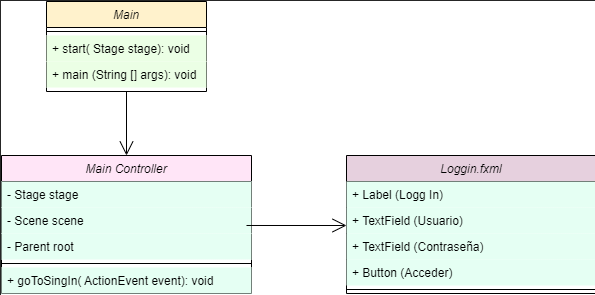 Main
+ start( Stage stage): void
+ main (String [] args): void
Main Controller
- Stage stage
- Scene scene
- Parent root
+ goToSingIn( ActionEvent event): void
Loggin.fxml
+ Label (Logg In)
+ TextField (Usuario)
+ TextField (Contraseña)
+ Button (Acceder)